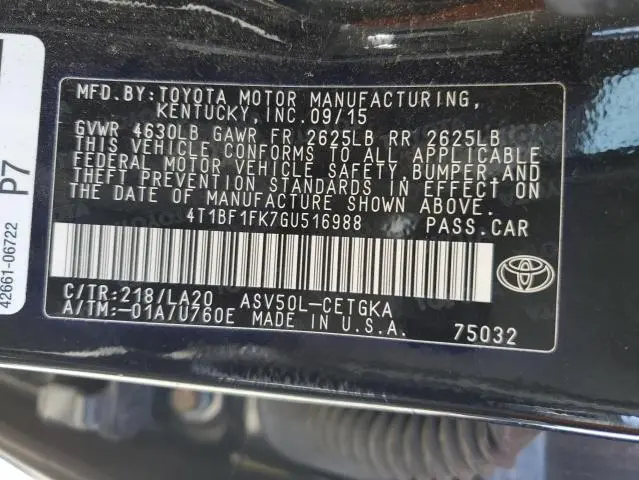 MFD.BY:TOYOTA MOTOR MANUFACTURING,
KENTUCKY,INC.09/15
GVWR 4630LB GAWR FR 2625LB RR 2625LB
THIS VEHICLE CONFORMS TO ALL APPLICABLE
FEDERAL MOTOR VEHICLE SAFETY,BUMPER,AND
THEFT PREVENTION STANDARDS IN EFFECT ON
THE DATE OF MANUFACTURE SHOWN ABOVE.
4T1BF1FK7GU516988 PASS.CAR
C/TR:218/LA20 ASV50L-CETGKA
A/TM:-01A/U760E MADE IN U.S.A. 75032
TOYOTA
42661-06722
P7